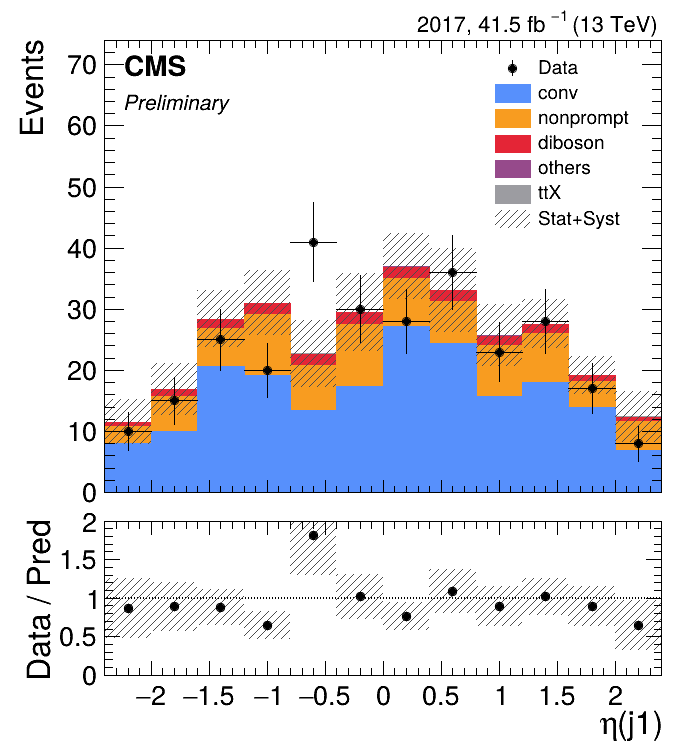 2017, 41.5 fb⁻¹ (13 TeV)
CMS
Preliminary
Events
70
60
50
40
30
20
10
0
Data
conv
nonprompt
diboson
others
ttX
Stat+Syst
Data / Pred
2
1.5
1
0.5
0
−2 −1.5 −1 −0.5 0 0.5 1 1.5 2
η(j1)